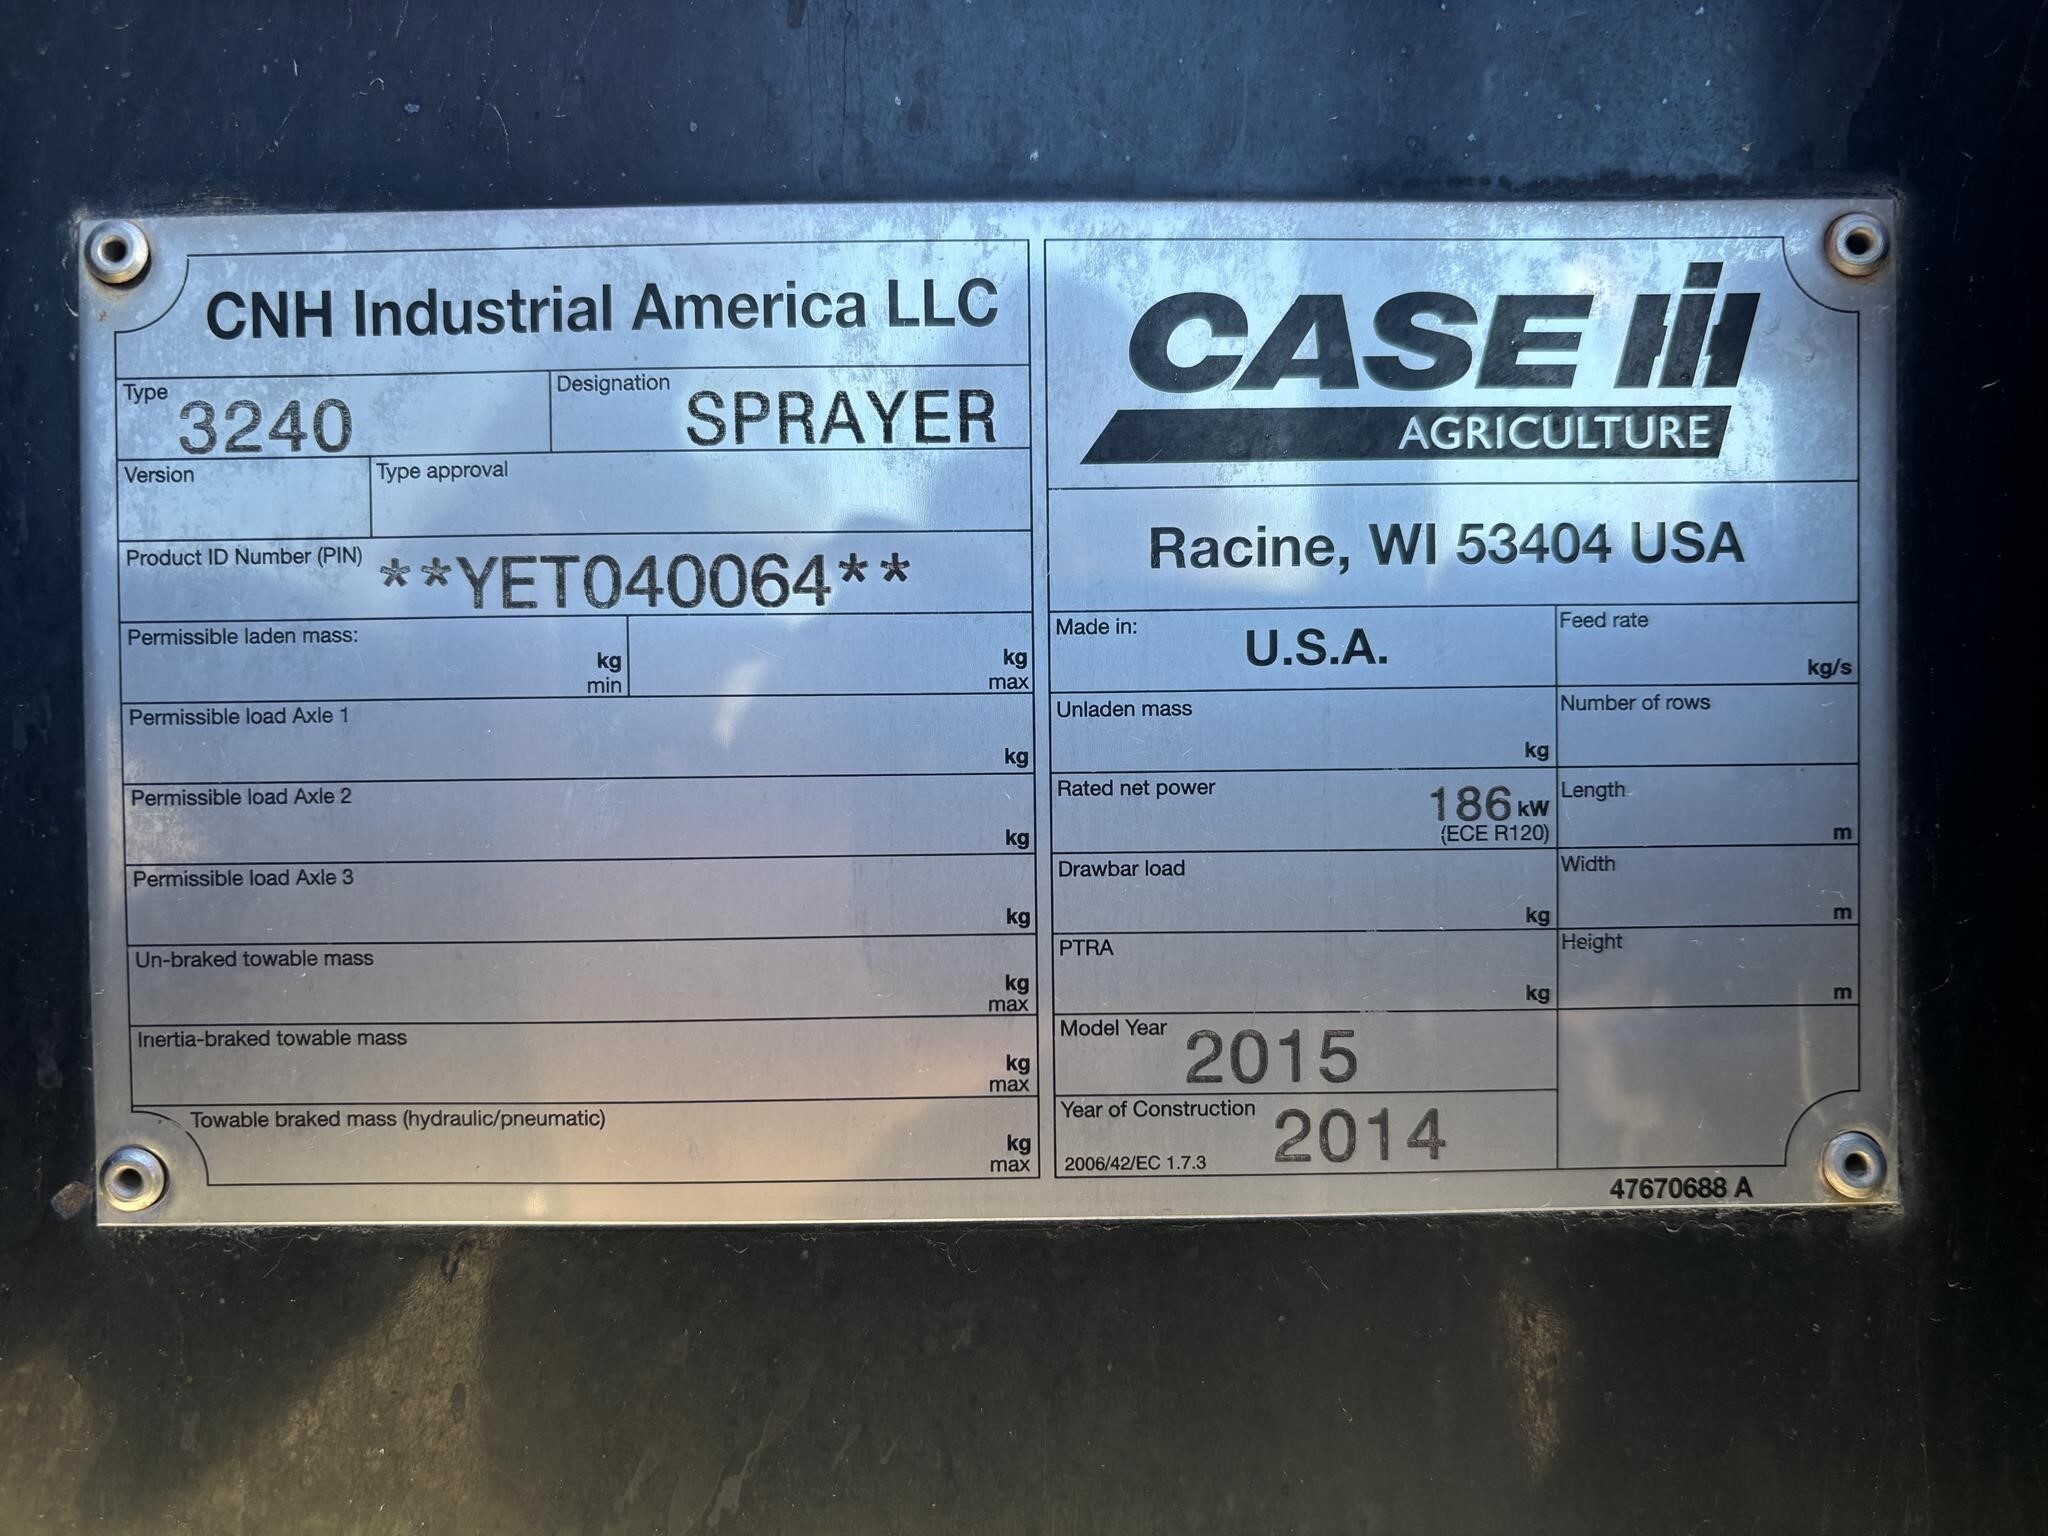 CNH Industrial America LLC
Type 3240
Designation SPRAYER
Version
Type approval
Product ID Number (PIN) **YET040064**
Permissible laden mass:
kg
min
kg
max
Permissible load Axle 1
kg
Permissible load Axle 2
kg
Permissible load Axle 3
kg
Un-braked towable mass
kg
max
Inertia-braked towable mass
kg
max
Towable braked mass (hydraulic/pneumatic)
kg
max
CASE IH
AGRICULTURE
Racine, WI 53404 USA
Made in: U.S.A.
Feed rate
kg/s
Unladen mass
kg
Number of rows
Rated net power 186 kW
(ECE R120)
Length
m
Drawbar load
kg
Width
m
PTRA
kg
Height
m
Model Year 2015
Year of Construction 2014
2006/42/EC 1.7.3
47670688 A